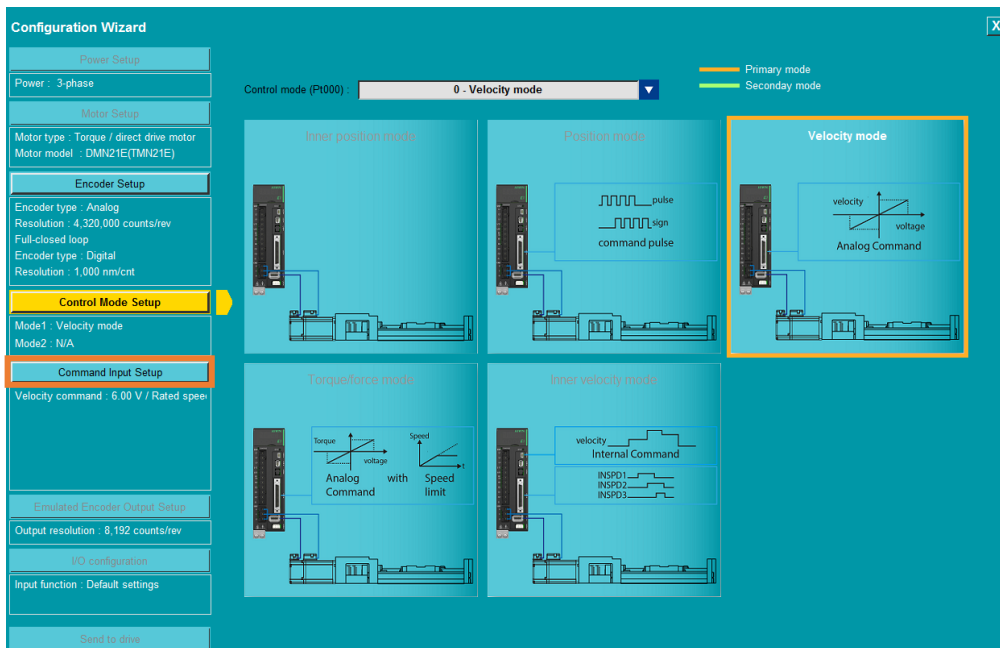 Configuration Wizard
X
Power Setup
Power : 3-phase
Motor Setup
Motor type : Torque / direct drive motor
Motor model : DMN21E(TMN21E)
Encoder Setup
Encoder type : Analog
Resolution : 4,320,000 counts/rev
Full-closed loop
Encoder type : Digital
Resolution : 1,000 nm/cnt
Control Mode Setup
Mode1 : Velocity mode
Mode2 : N/A
Command Input Setup
Velocity command : 6.00 V / Rated speed
Emulated Encoder Output Setup
Output resolution : 8,192 counts/rev
I/O configuration
Input function : Default settings
Send to drive
Control mode (Pt000) :
0 - Velocity mode
Primary mode
Seconday mode
Inner position mode
Position mode
pulse
sign
command pulse
Velocity mode
velocity
voltage
Analog Command
Torque/force mode
Torque
voltage
Speed
t
Analog with Speed
Command limit
Inner velocity mode
velocity
Internal Command
INSPD1
INSPD2
INSPD3